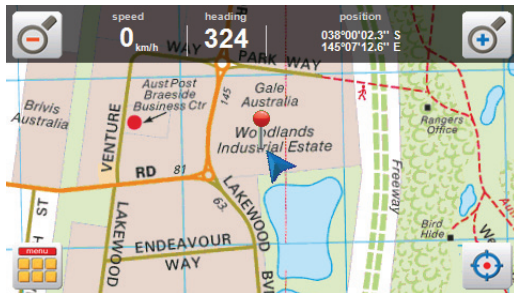 speed
heading
position
0 km/h
324
038°00'02.3'' S
145°07'12.6'' E
WAY
PARK WAY
Aust Post
Braeside
Business Ctr
Gale
Australia
145
Brivis
Australia
VENTURE
Woodlands
Industrial Estate
Rangers
Office
RD
81
63
LAKEWOOD
BV
Freeway
ST
LAKEWOOD
ENDEAVOUR
WAY
Bird
Hide
menu